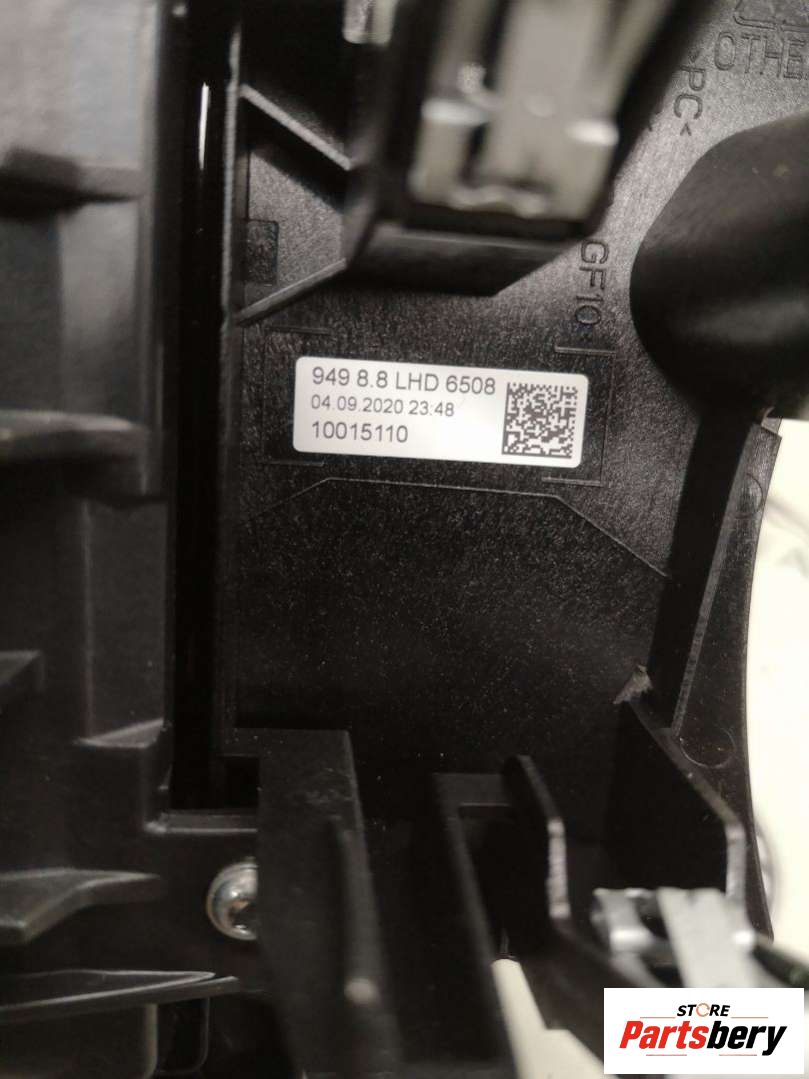 OTHE
>PC<
GF10
949 8.8 LHD 6508
04.09.2020 23:48
10015110
STORE
Partsbery